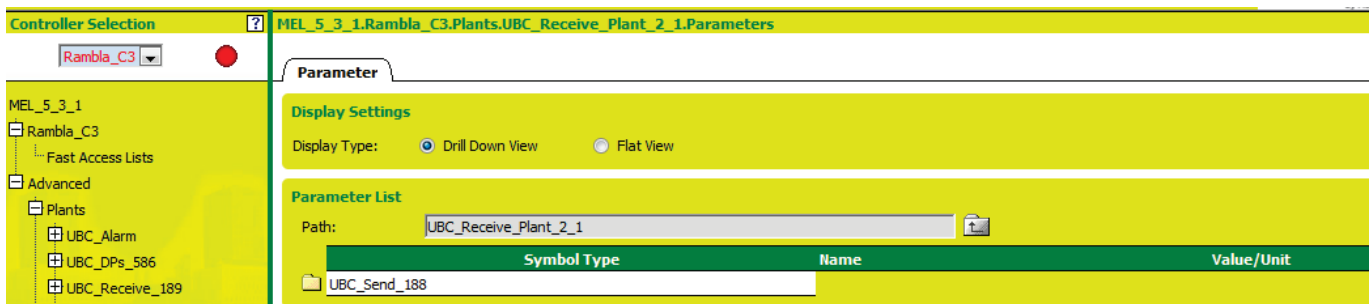 Controller Selection
?
Rambla_C3
MEL_5_3_1
Rambla_C3
Fast Access Lists
Advanced
Plants
UBC_Alarm
UBC_DPs_586
UBC_Receive_189
MEL_5_3_1.Rambla_C3.Plants.UBC_Receive_Plant_2_1.Parameters
Parameter
Display Settings
Display Type: Drill Down View Flat View
Parameter List
Path: UBC_Receive_Plant_2_1
Symbol Type Name Value/Unit
UBC_Send_188